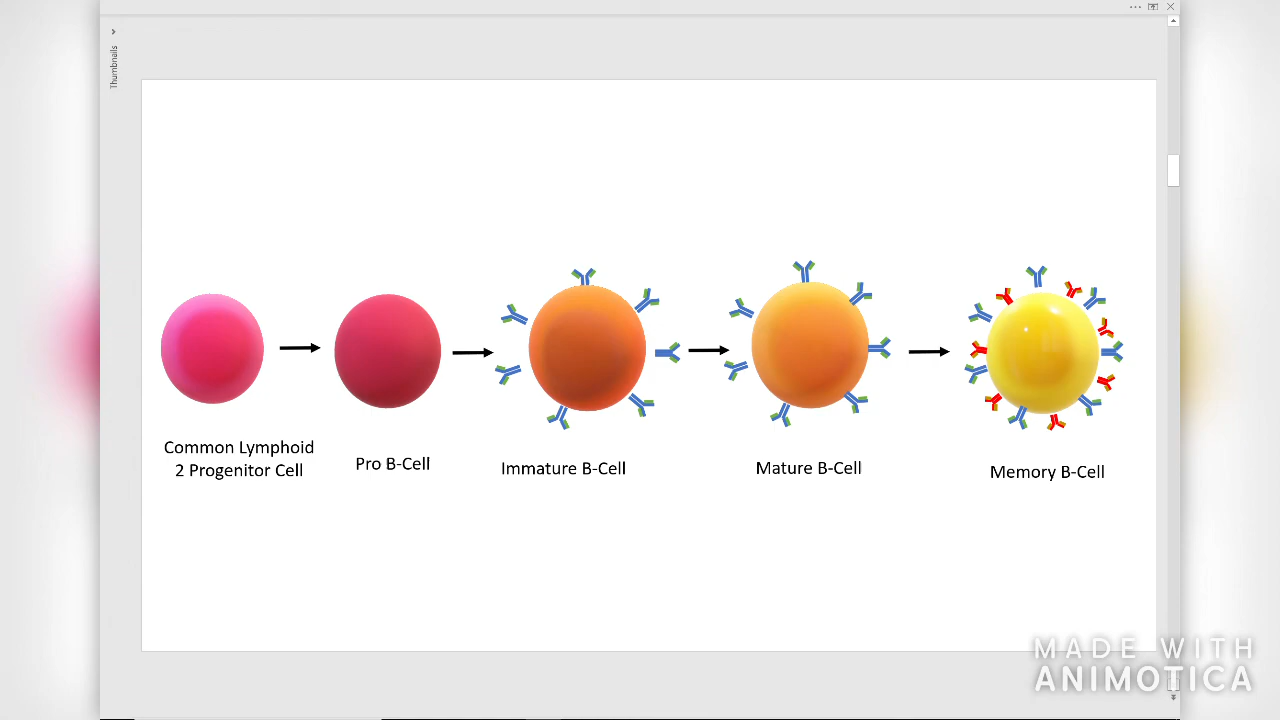 Thumbnails
Common Lymphoid
2 Progenitor Cell
Pro B-Cell
Immature B-Cell
Mature B-Cell
Memory B-Cell
MADE WITH
ANIMOTICA